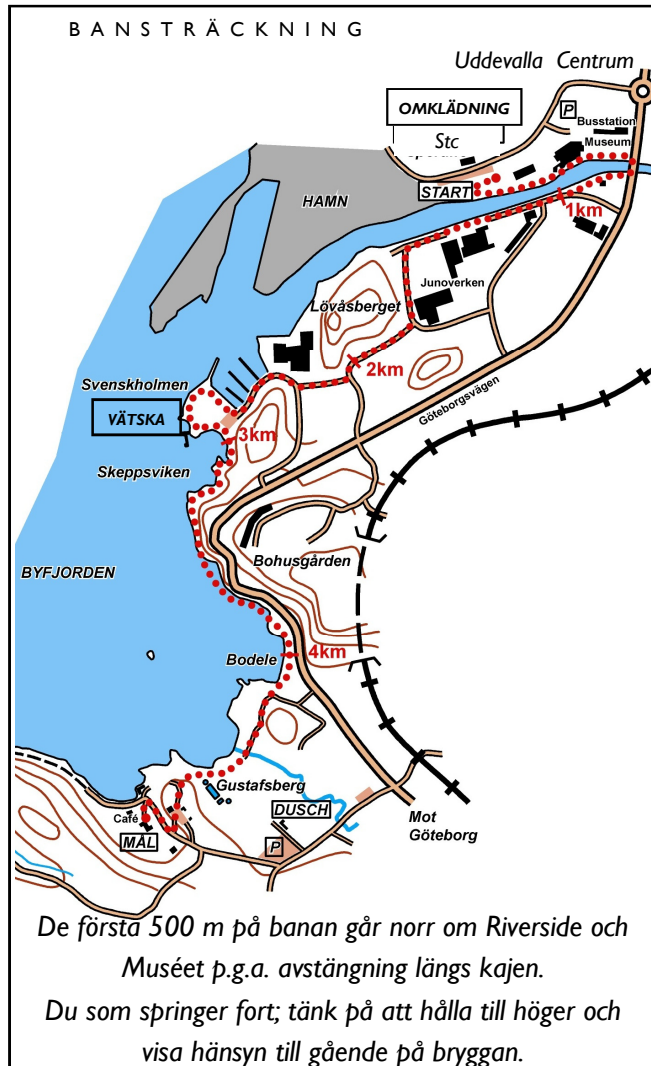 BANSTRÄCKNING
Uddevalla Centrum
OMKLÄDNING
Stc
P
Busstation
Museum
START
HAMN
1km
Junoverken
Lövåsberget
2km
Svenskholmen
VÄTSKA
Göteborgsvägen
3km
Skeppsviken
Bohusgården
BYFJORDEN
Bodele
4km
Gustafsberg
DUSCH
Café
MÅL
P
Mot
Göteborg
De första 500 m på banan går norr om Riverside och
Muséet p.g.a. avstängning längs kajen.
Du som springer fort; tänk på att hålla till höger och
visa hänsyn till gående på bryggan.